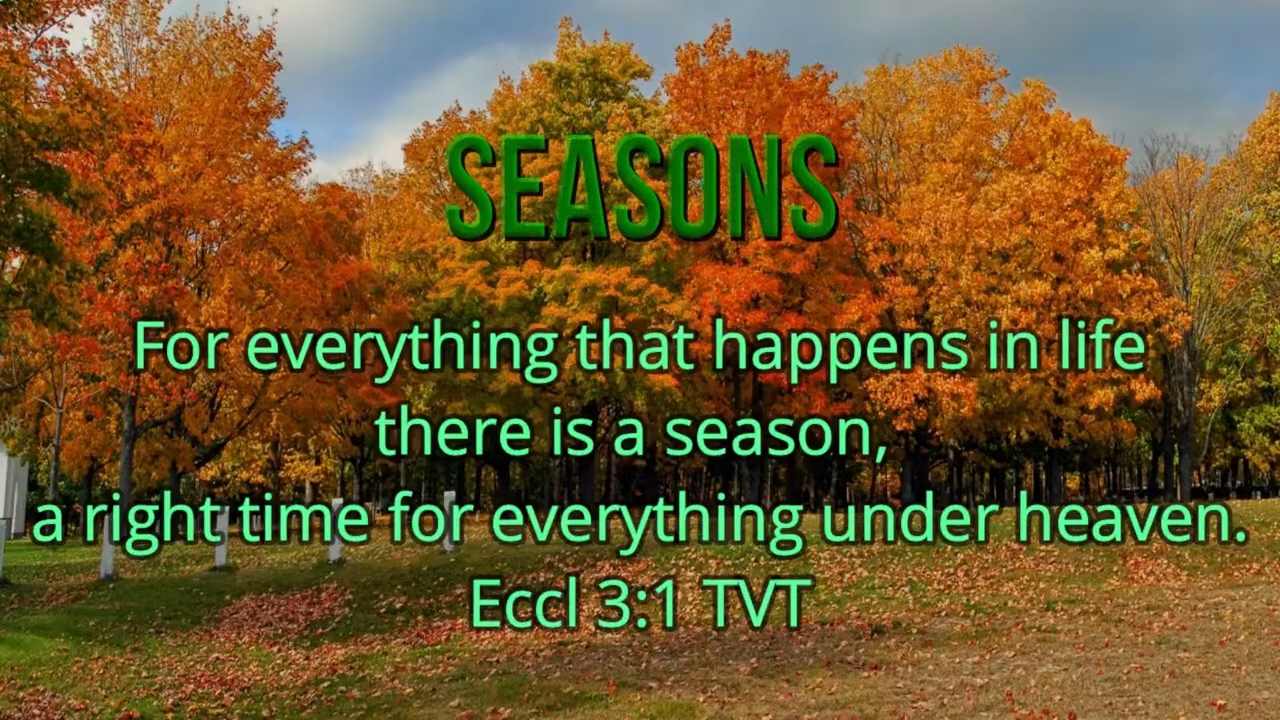 SEASONS
For everything that happens in life
there is a season,
a right time for everything under heaven.
Eccl 3:1 TVT